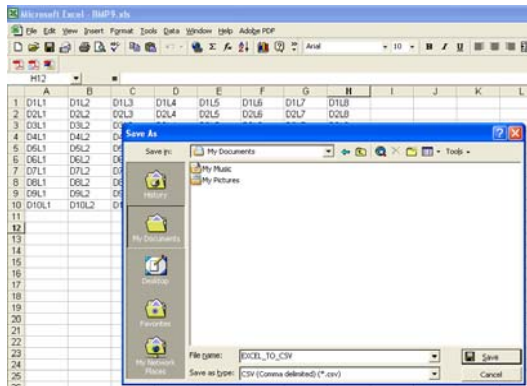 Microsoft Excel - BMP9.xls
File Edit View Insert Format Tools Data Window Help Adobe PDF
Arial 10 B I U
H12
A B C D E F G H I J K L
1 D1L1 D1L2 D1L3 D1L4 D1L5 D1L6 D1L7 D1L8
2 D2L1 D2L2 D2L3 D2L4 D2L5 D2L6 D2L7 D2L8
3 D3L1 D3L2
4 D4L1 D4L2
5 D5L1 D5L2
6 D6L1 D6L2
7 D7L1 D7L2
8 D8L1 D8L2
9 D9L1 D9L2
10 D10L1 D10L2
11
12
13
14
15
16
17
18
19
20
21
22
23
24
25
Save As
Save in: My Documents Tools
My Music
My Pictures
History
My Documents
Desktop
Favorites
My Network Places
File name: EXCEL_TO_CSV Save
Save as type: CSV (Comma delimited) (*.csv) Cancel